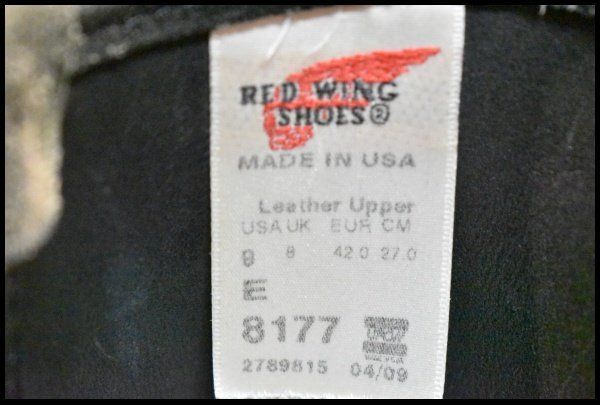 RED WING
SHOES®
MADE IN USA
Leather Upper
USA UK EUR CM
9 8 42.0 27.0
E
8177
2789815 04/09